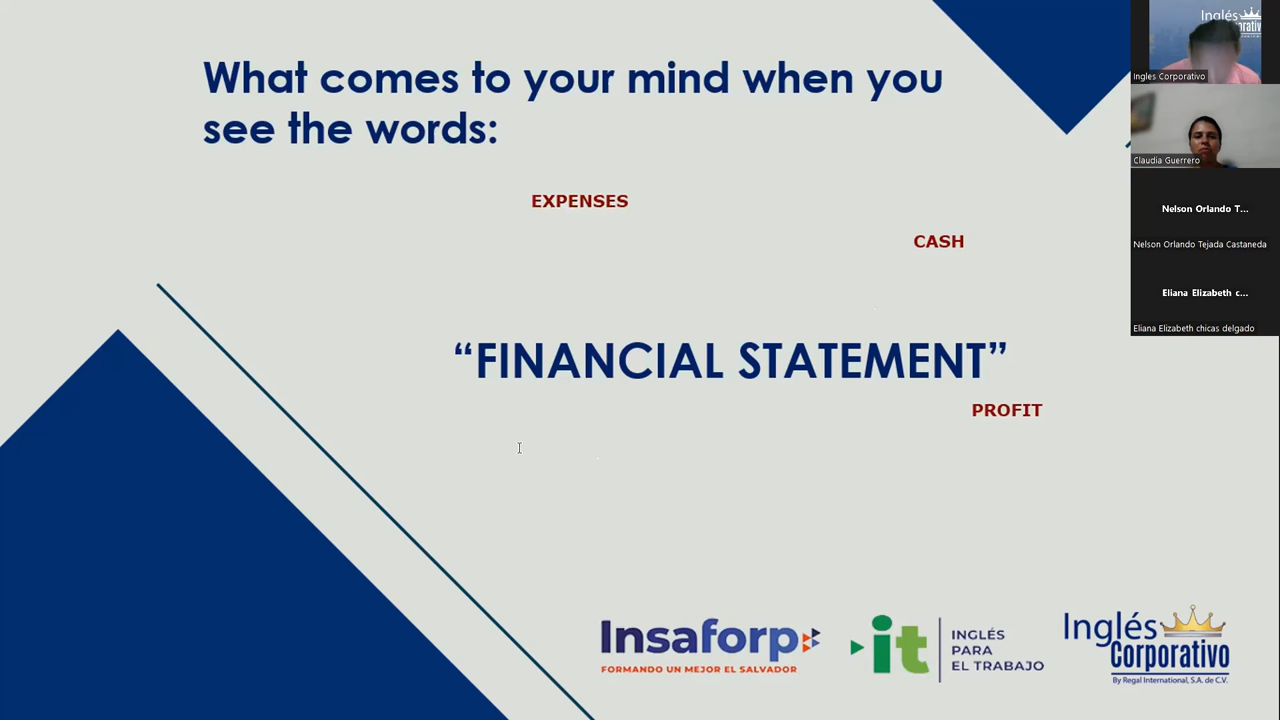 What comes to your mind when you
see the words:
EXPENSES
CASH
“FINANCIAL STATEMENT”
PROFIT
Insaforp
FORMANDO UN MEJOR EL SALVADOR
it
INGLÉS
PARA
EL TRABAJO
Inglés
Corporativo
By Regal International, S.A. de C.V.
Inglés
Ingles Corporativo
Claudia Guerrero
Nelson Orlando T...
Nelson Orlando Tejada Castaneda
Eliana Elizabeth c...
Eliana Elizabeth chicas delgado